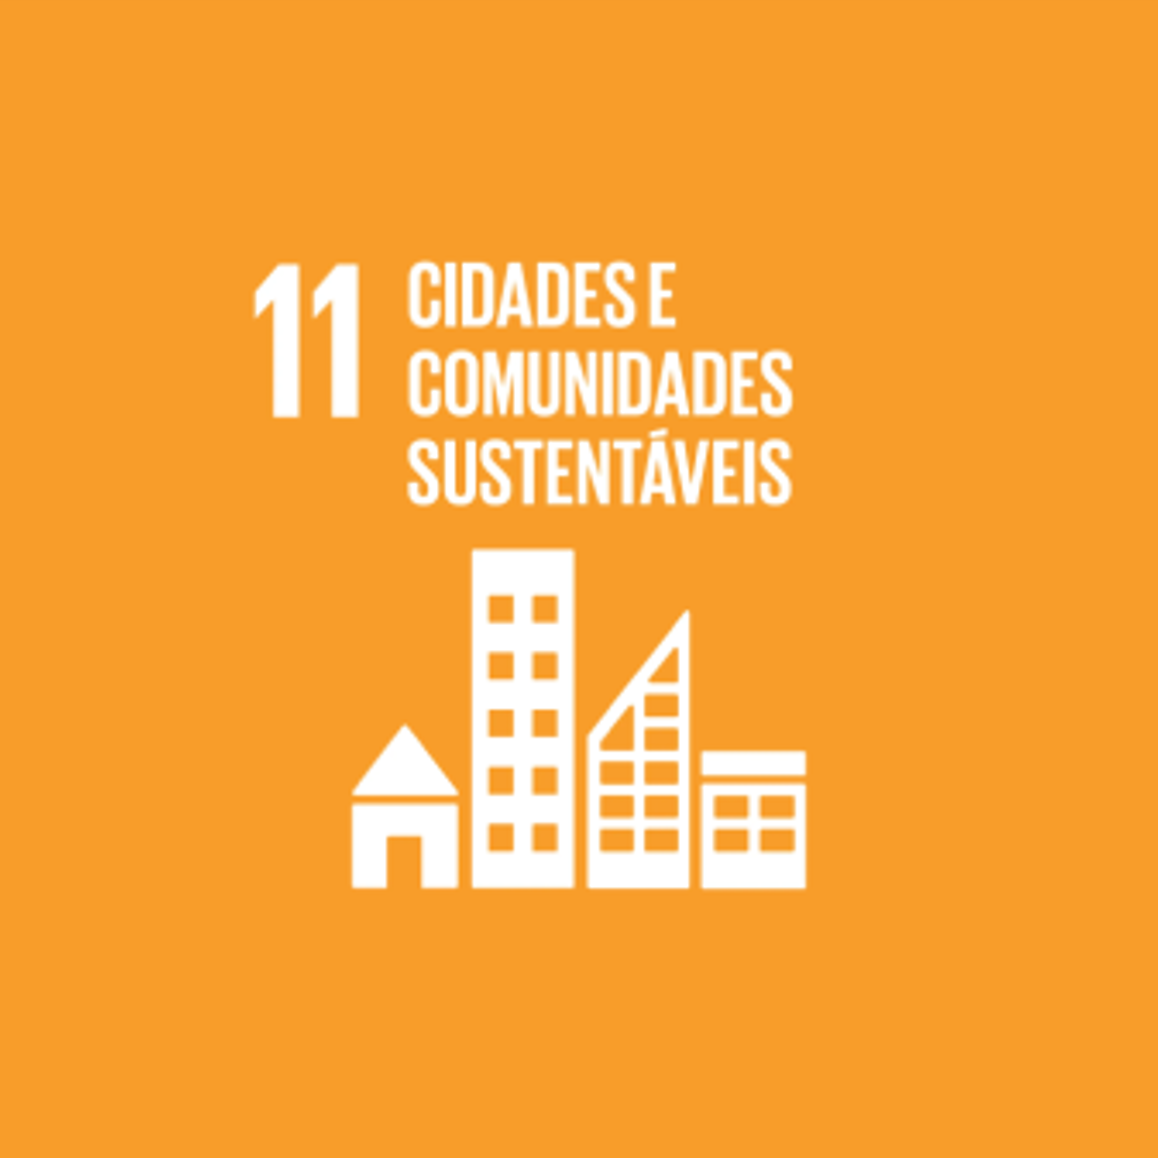 11
CIDADES E
COMUNIDADES
SUSTENTÁVEIS